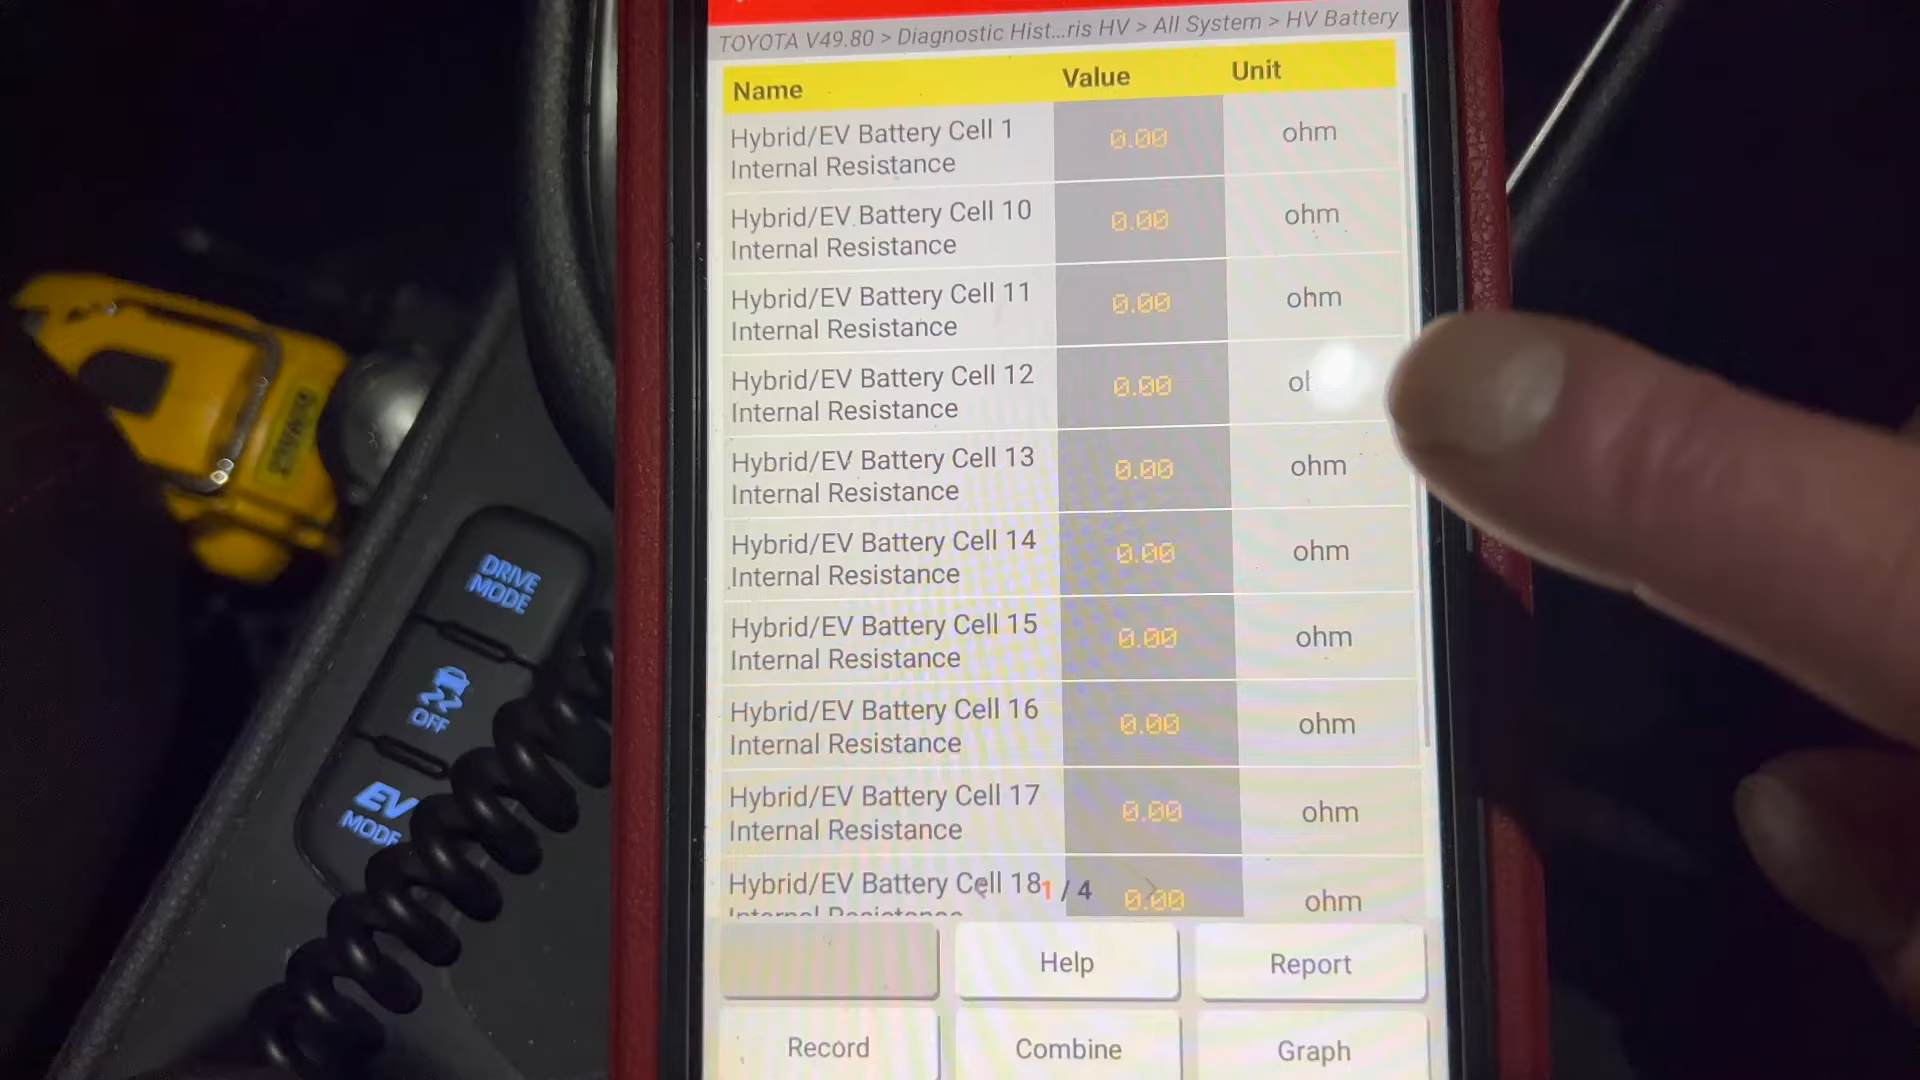 TOYOTA V49.80 > Diagnostic Hist...ris HV > All System > HV Battery
Name Value Unit
Hybrid/EV Battery Cell 1
Internal Resistance
0.00 ohm
Hybrid/EV Battery Cell 10
Internal Resistance
0.00 ohm
Hybrid/EV Battery Cell 11
Internal Resistance
0.00 ohm
Hybrid/EV Battery Cell 12
Internal Resistance
0.00
Hybrid/EV Battery Cell 13
Internal Resistance
0.00 ohm
Hybrid/EV Battery Cell 14
Internal Resistance
0.00 ohm
Hybrid/EV Battery Cell 15
Internal Resistance
0.00 ohm
Hybrid/EV Battery Cell 16
Internal Resistance
0.00 ohm
Hybrid/EV Battery Cell 17
Internal Resistance
0.00 ohm
Hybrid/EV Battery Cell 18
Internal Resistance
0.00 ohm
1 / 4
Help Report
Record Combine Graph
DRIVE
MODE
OFF
EV
MODE